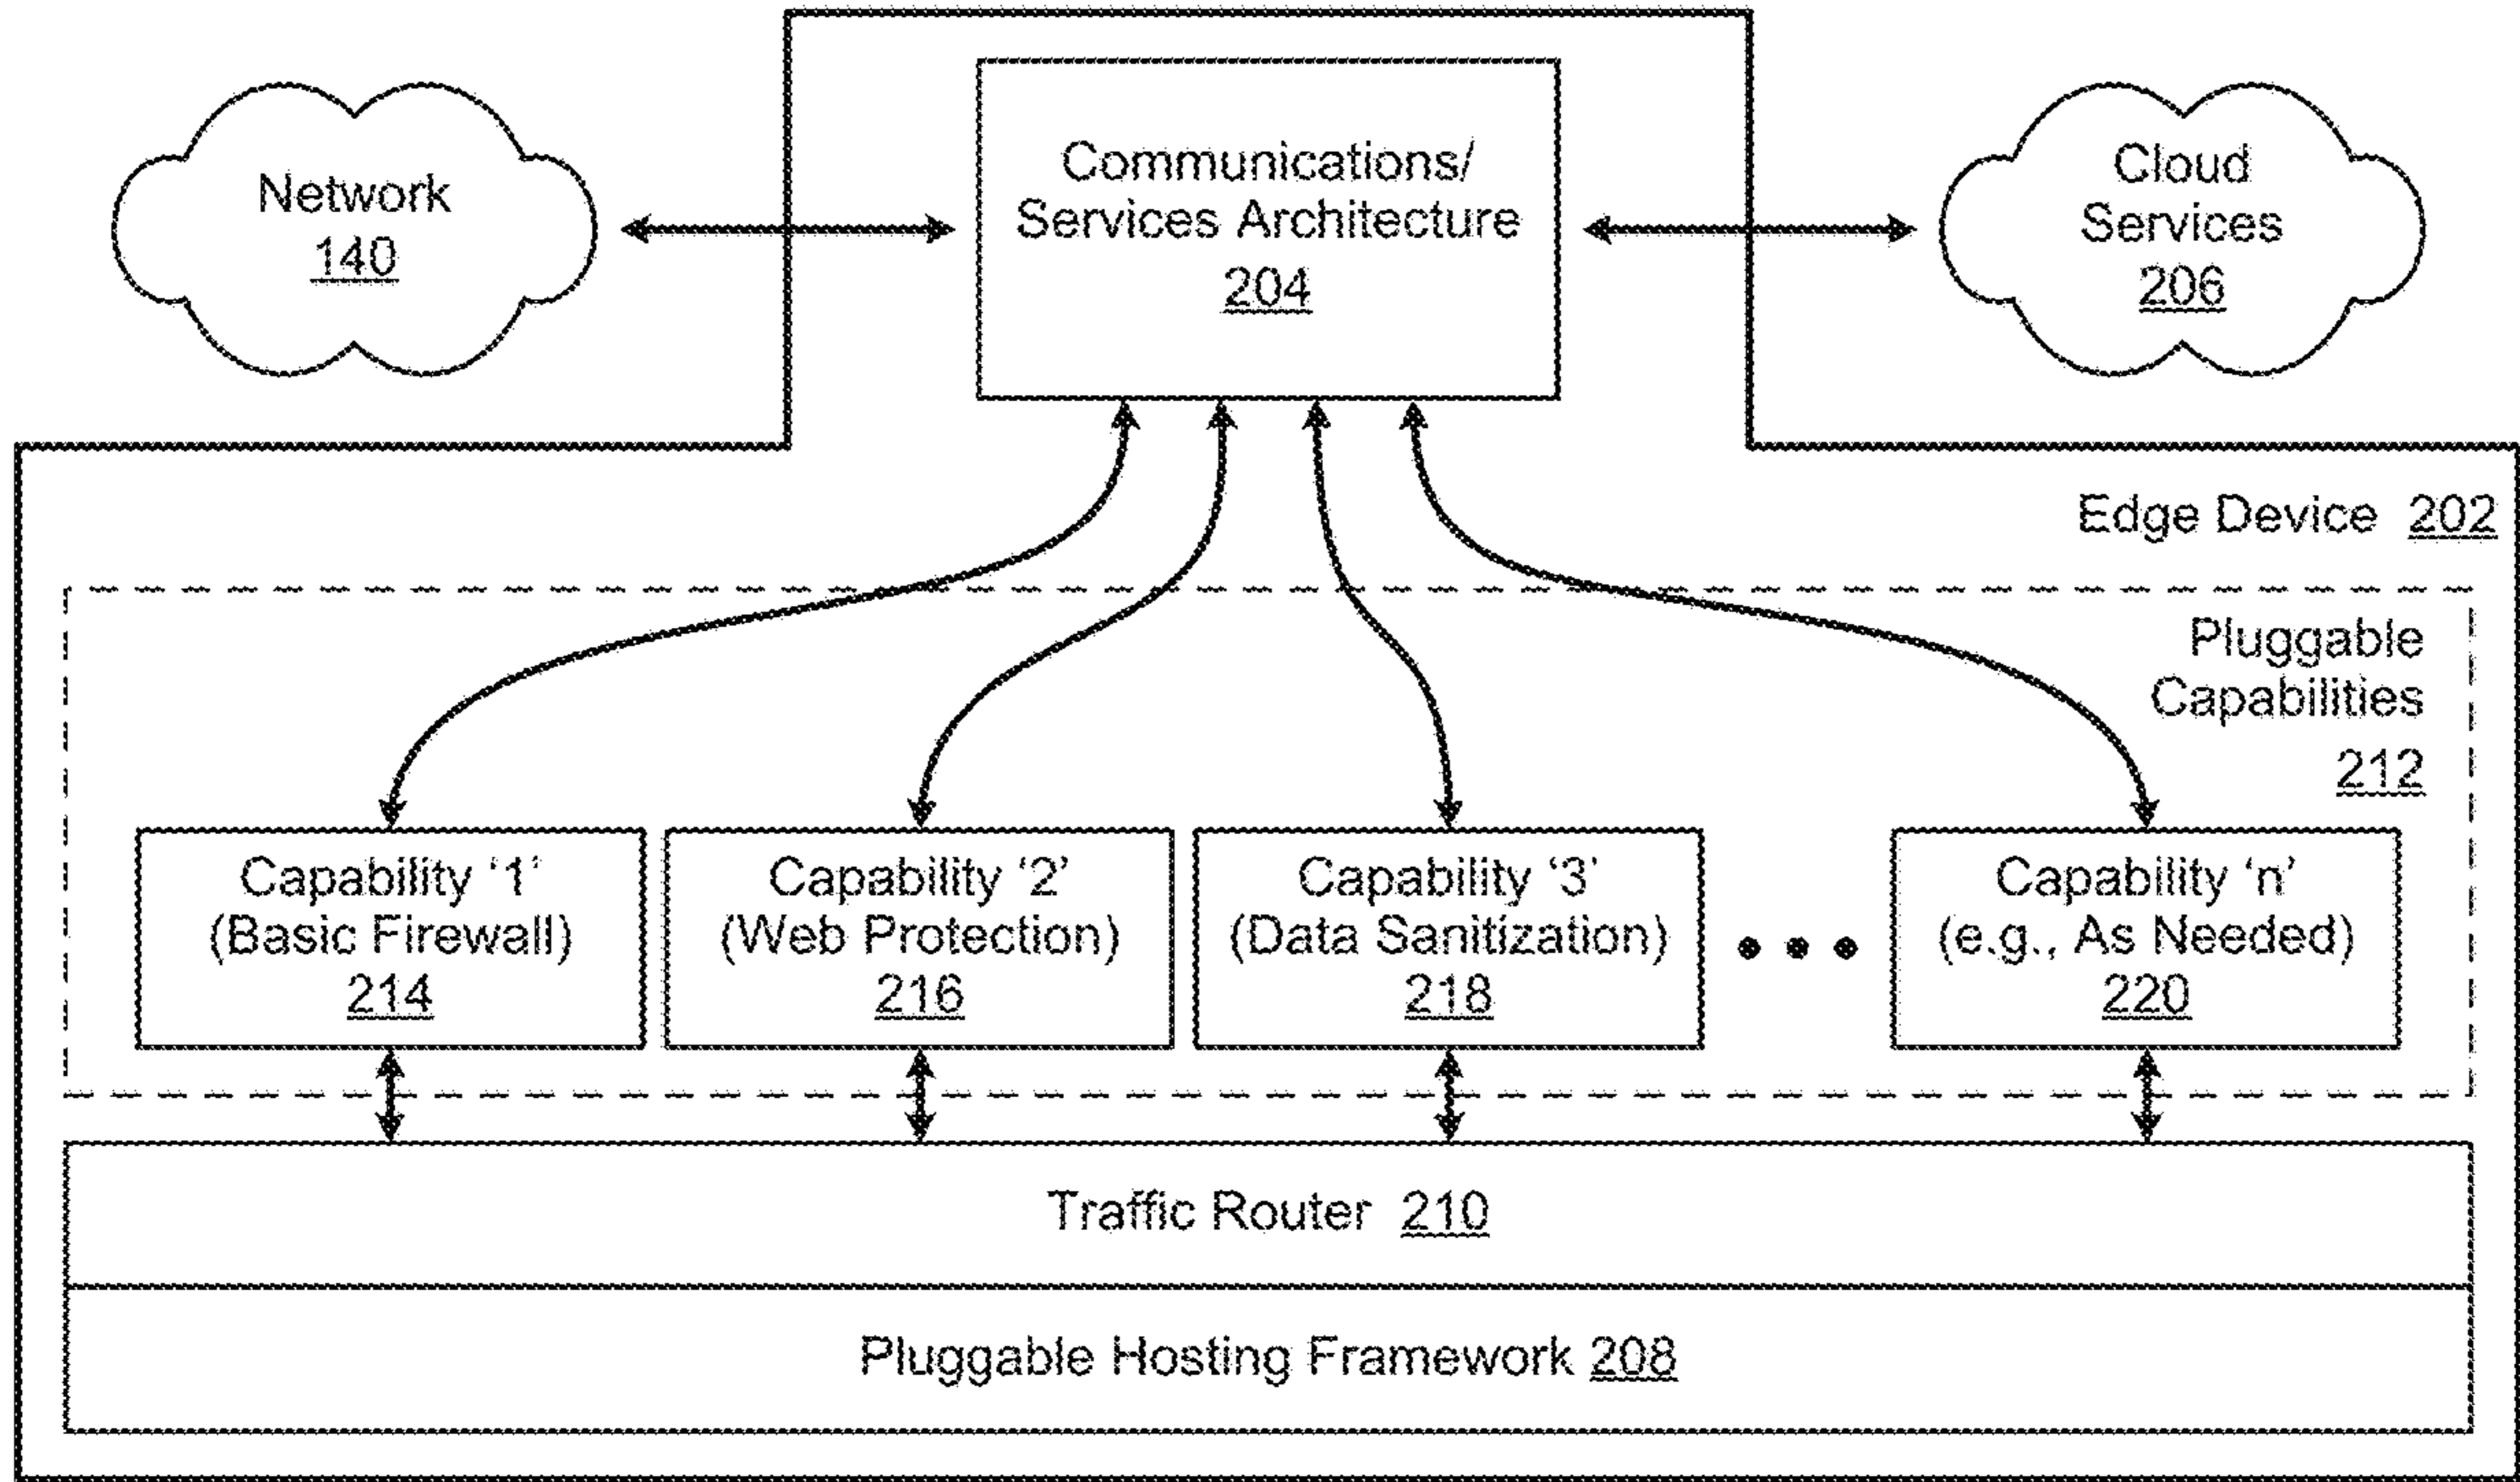 Network
140
Communications/
Services Architecture
204
Cloud
Services
206
Edge Device 202
Pluggable
Capabilities
212
Capability ‘1’
(Basic Firewall)
214
Capability ‘2’
(Web Protection)
216
Capability ‘3’
(Data Sanitization)
218
Capability ‘n’
(e.g., As Needed)
220
Traffic Router 210
Pluggable Hosting Framework 208